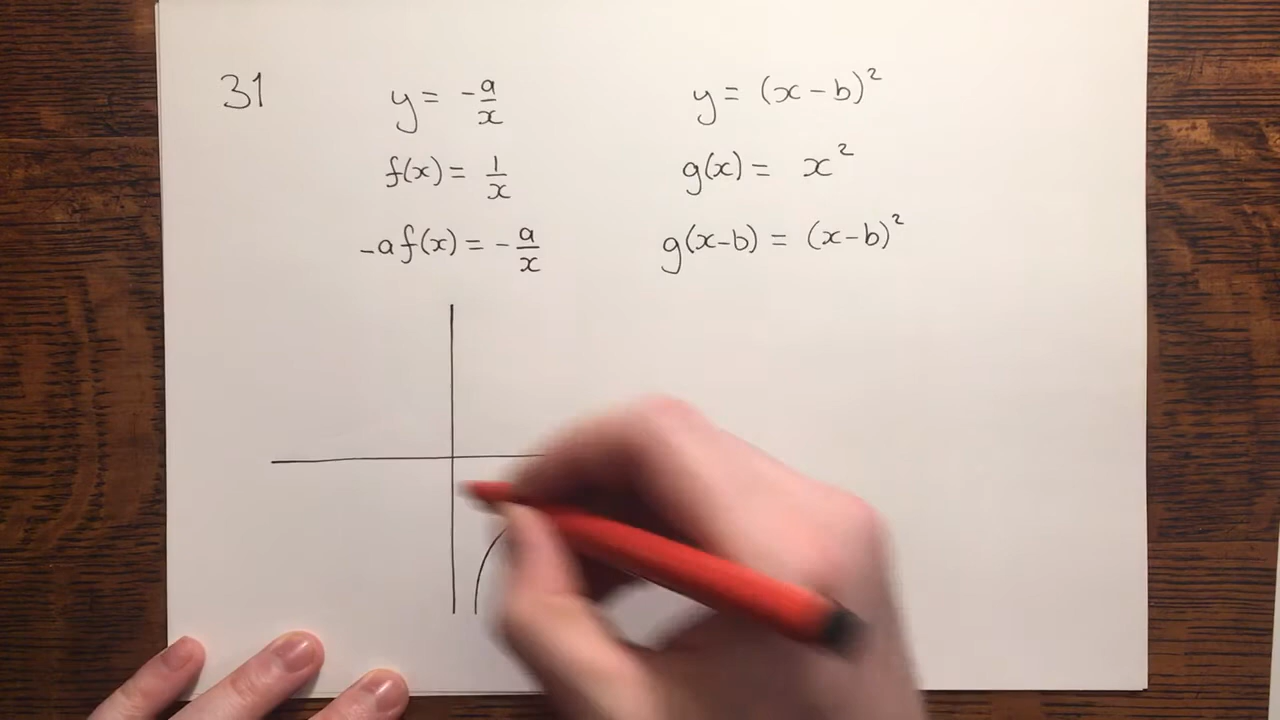 31
y = -a/x
f(x) = 1/x
-af(x) = -a/x
y = (x-b)²
g(x) = x²
g(x-b) = (x-b)²